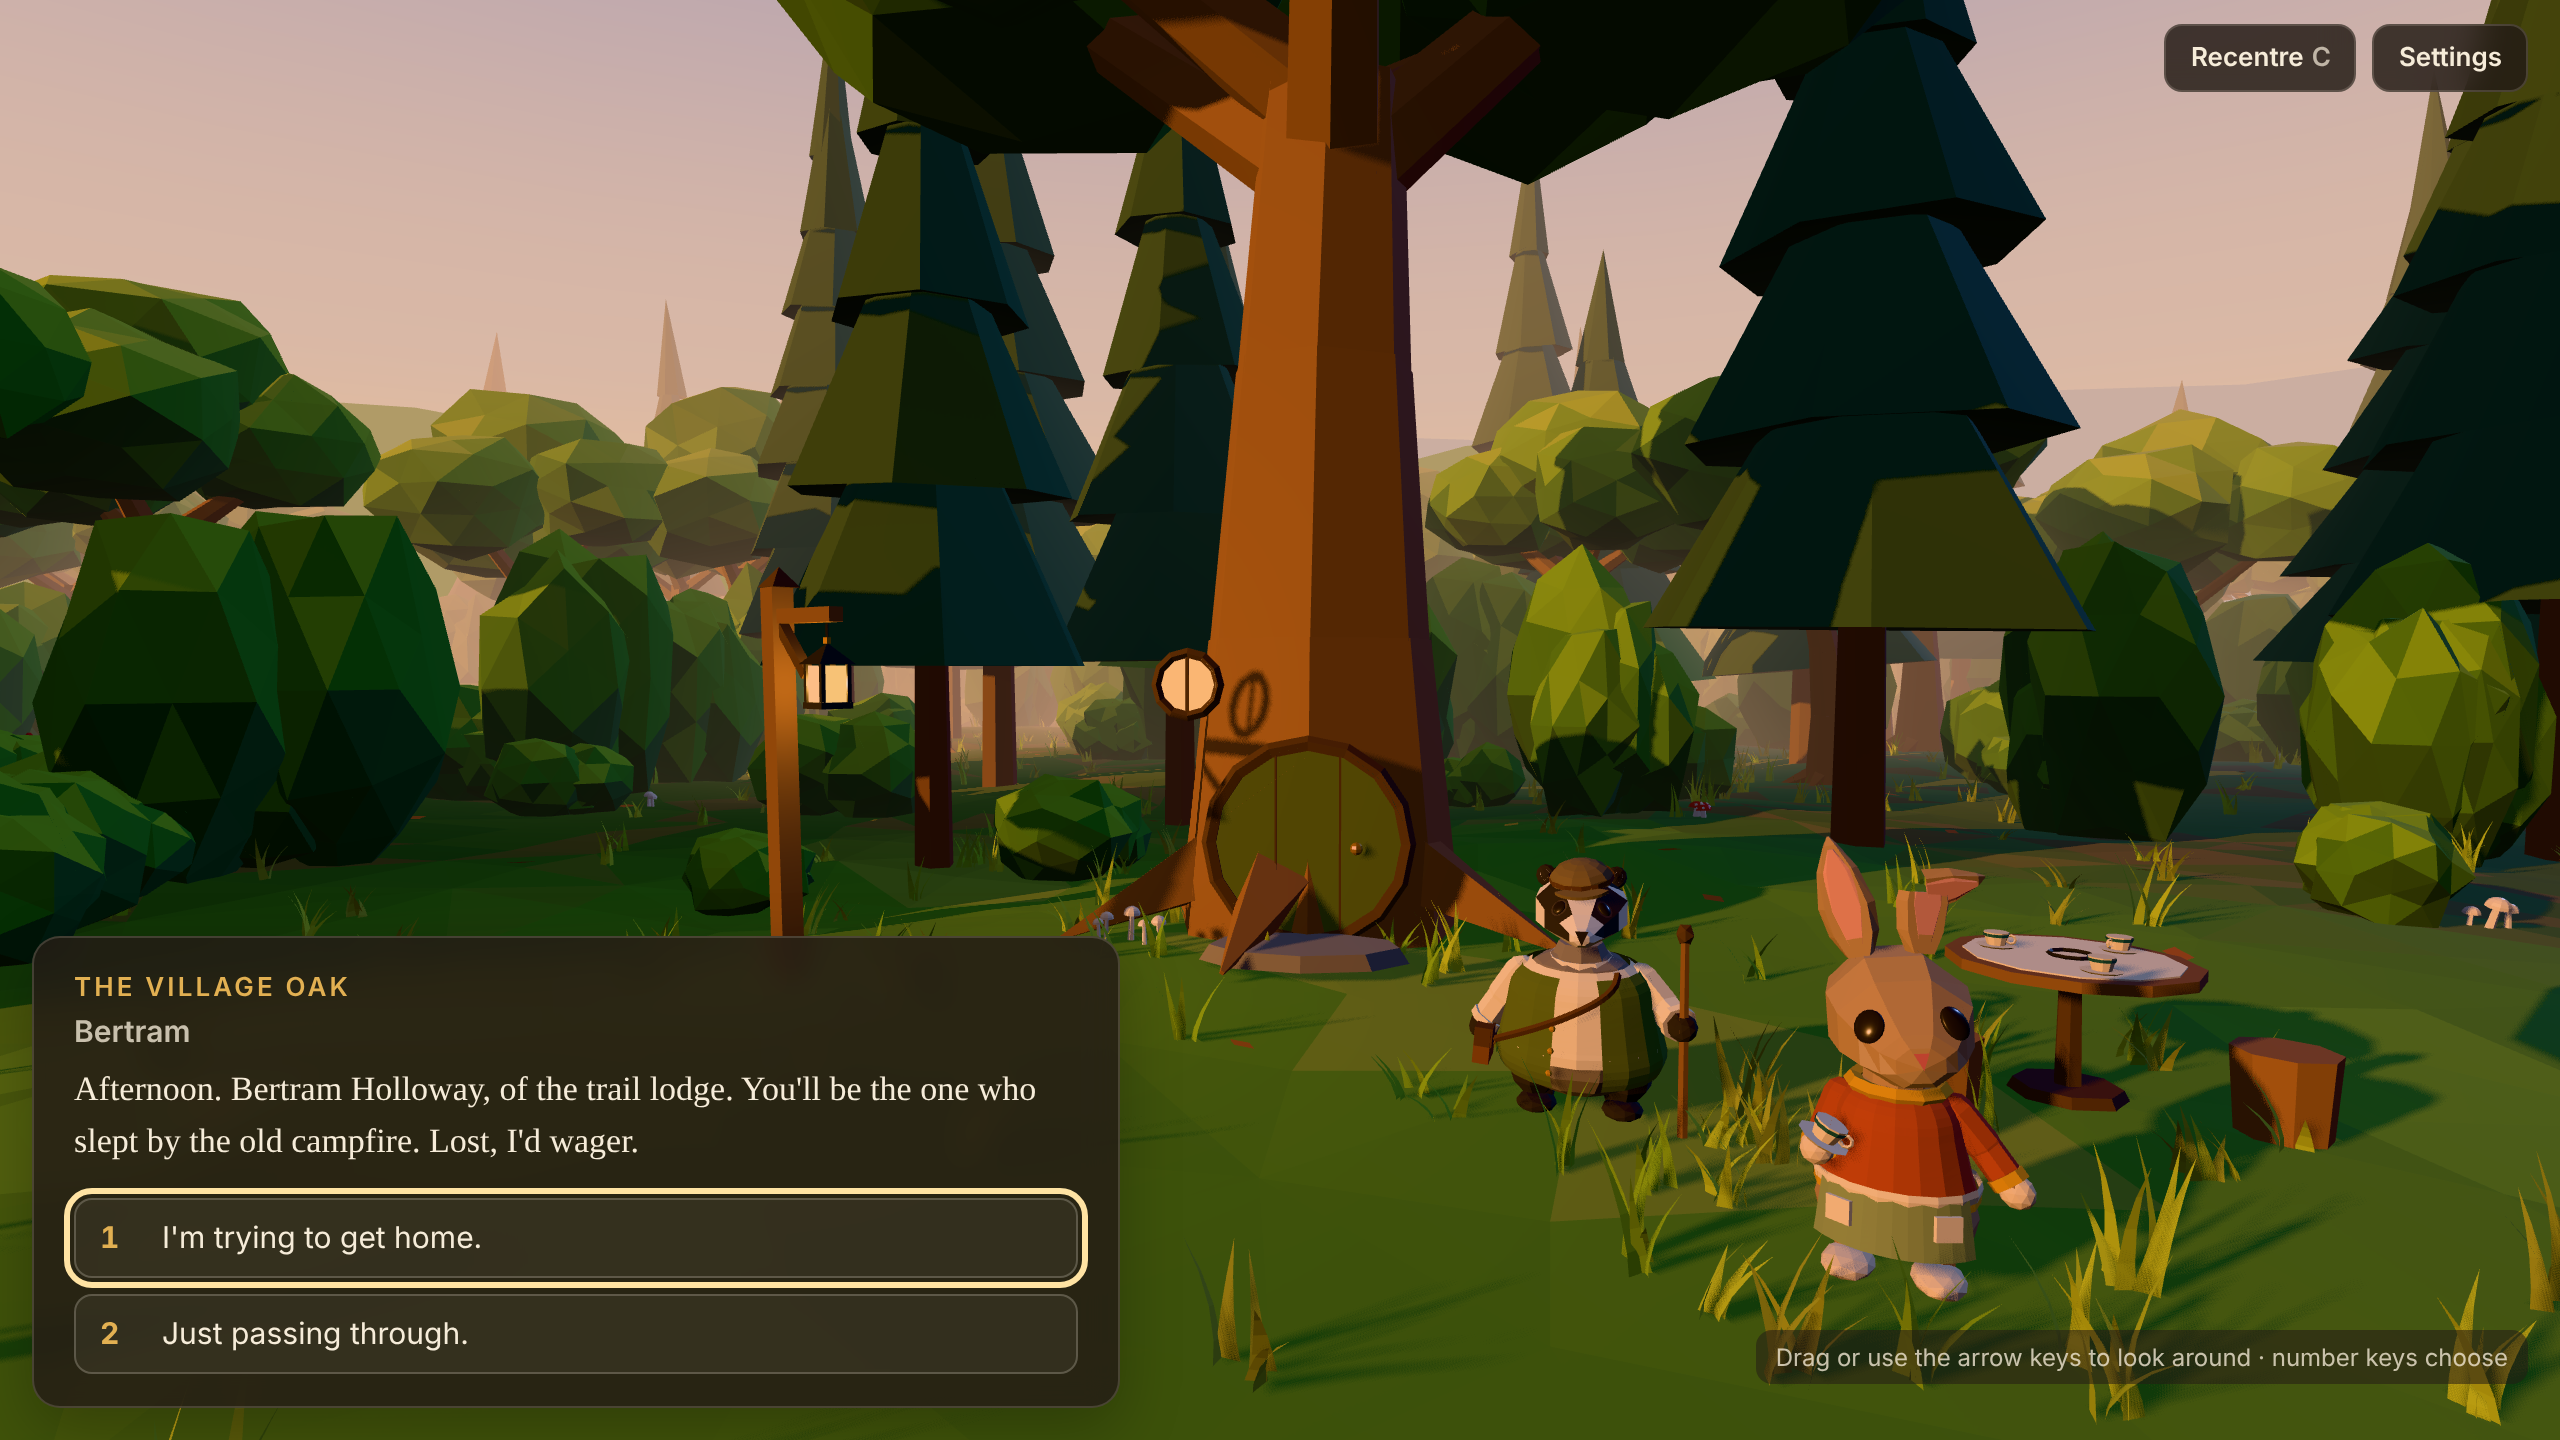 Recentre C
Settings
THE VILLAGE OAK
Bertram
Afternoon. Bertram Holloway, of the trail lodge. You'll be the one who
slept by the old campfire. Lost, I'd wager.
1 I'm trying to get home.
2 Just passing through.
Drag or use the arrow keys to look around · number keys choose